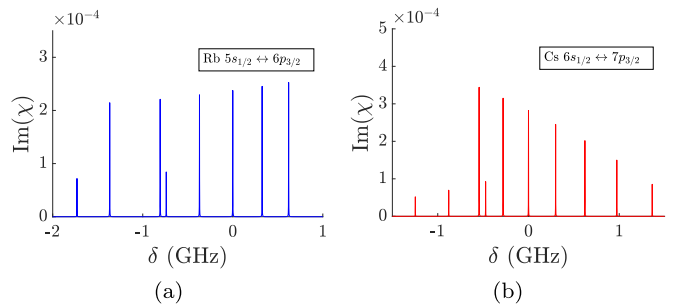 ×10⁻⁴
Rb 5s₁/₂ ↔ 6p₃/₂
3
2
1
0
Im(χ)
-2
-1
0
1
δ (GHz)
(a)
×10⁻⁴
Cs 6s₁/₂ ↔ 7p₃/₂
5
4
3
2
1
0
Im(χ)
-1
0
1
δ (GHz)
(b)